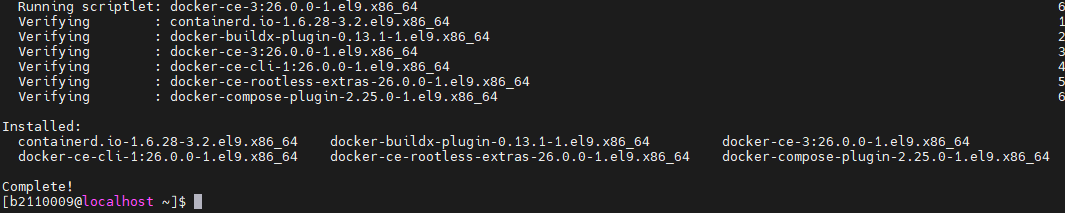 Running scriptlet: docker-ce-3:26.0.0-1.el9.x86_64 6
Verifying : containerd.io-1.6.28-3.2.el9.x86_64 1
Verifying : docker-buildx-plugin-0.13.1-1.el9.x86_64 2
Verifying : docker-ce-3:26.0.0-1.el9.x86_64 3
Verifying : docker-ce-cli-1:26.0.0-1.el9.x86_64 4
Verifying : docker-ce-rootless-extras-26.0.0-1.el9.x86_64 5
Verifying : docker-compose-plugin-2.25.0-1.el9.x86_64 6
Installed:
containerd.io-1.6.28-3.2.el9.x86_64 docker-buildx-plugin-0.13.1-1.el9.x86_64 docker-ce-3:26.0.0-1.el9.x86_64
docker-ce-cli-1:26.0.0-1.el9.x86_64 docker-ce-rootless-extras-26.0.0-1.el9.x86_64 docker-compose-plugin-2.25.0-1.el9.x86_64
Complete!
[b2110009@localhost ~]$